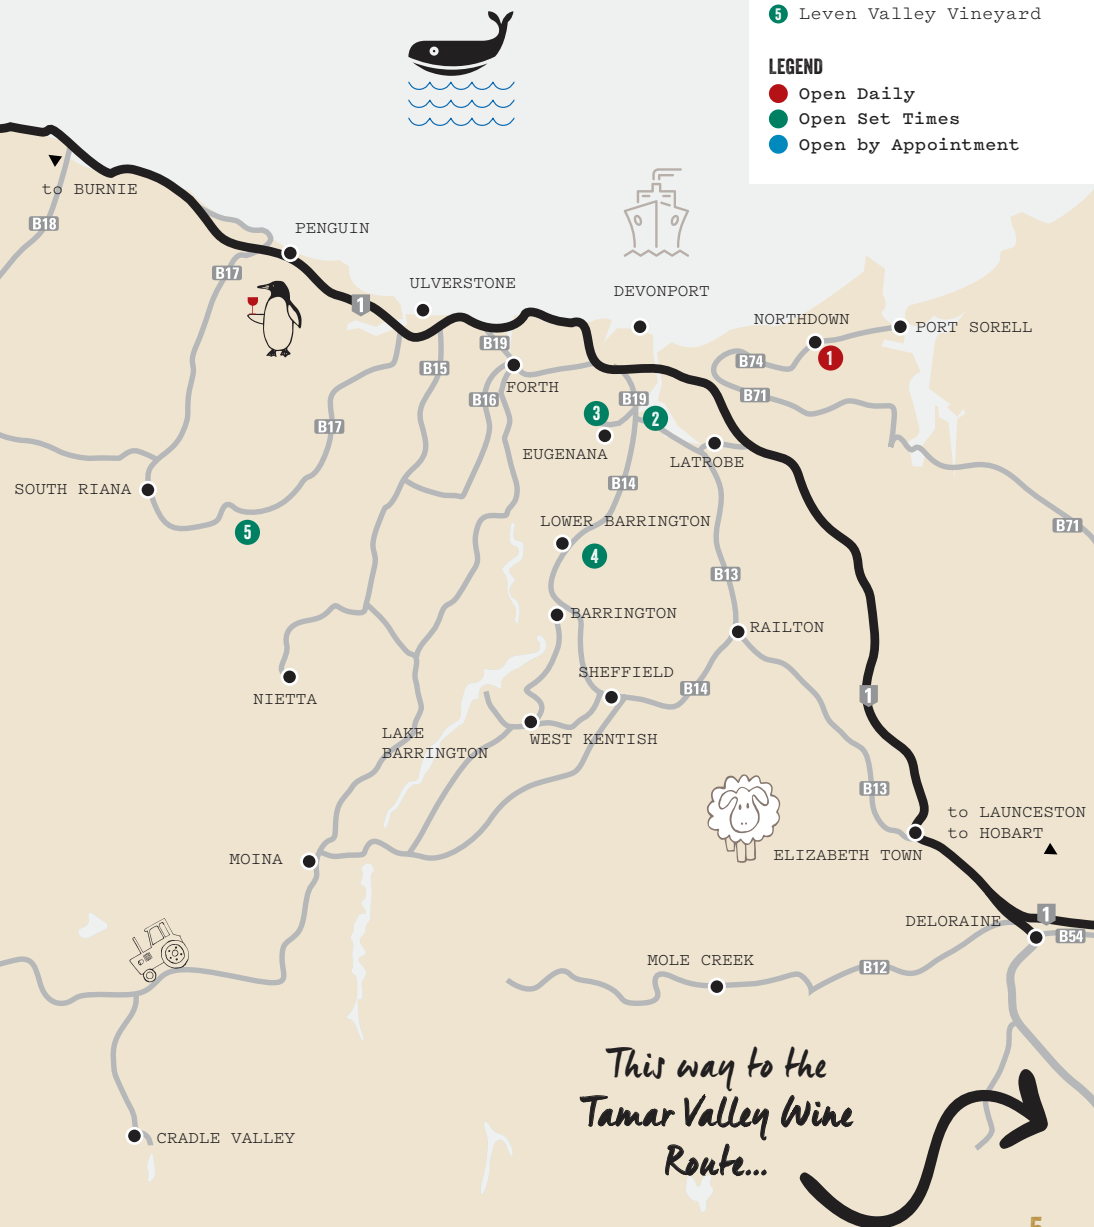 5 Leven Valley Vineyard
LEGEND
Open Daily
Open Set Times
Open by Appointment
to BURNIE
B18
PENGUIN
B17
1
ULVERSTONE
DEVONPORT
NORTHDOWN
PORT SORELL
1
B74
B71
B19
B15
FORTH
B16
B19
3
2
EUGENANA
LATROBE
B17
B14
SOUTH RIANA
5
LOWER BARRINGTON
4
B71
B13
BARRINGTON
RAILTON
SHEFFIELD
B14
1
NIETTA
LAKE
BARRINGTON
WEST KENTISH
B13
to LAUNCESTON
to HOBART
ELIZABETH TOWN
MOINA
DELORAINE
1
B54
MOLE CREEK
B12
This way to the
Tamar Valley Wine
Route...
CRADLE VALLEY